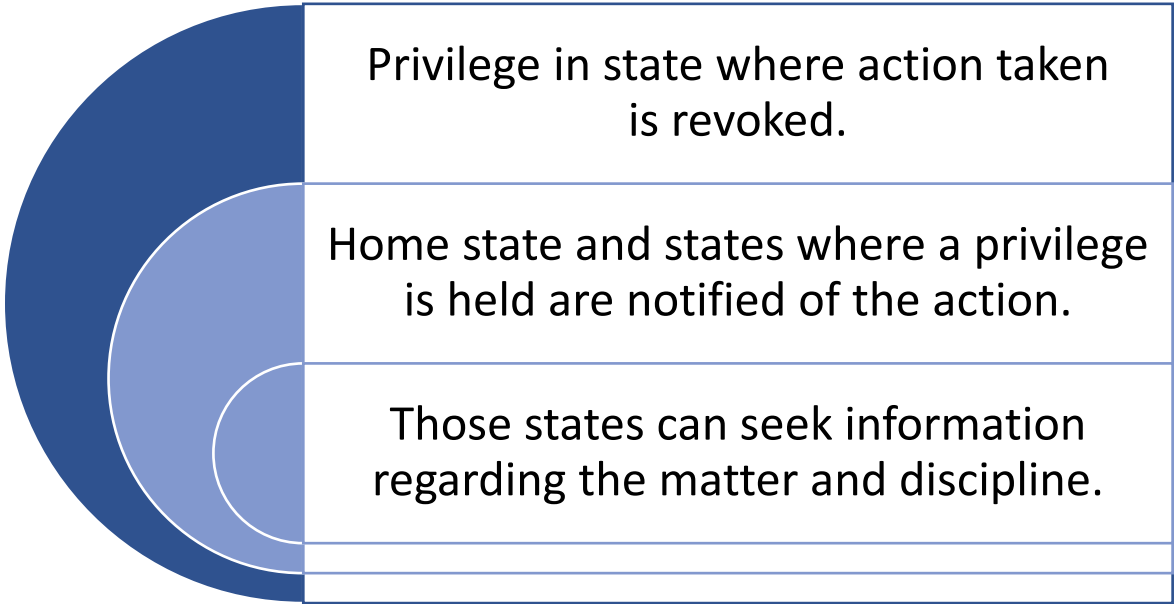 Privilege in state where action taken
is revoked.
Home state and states where a privilege
is held are notified of the action.
Those states can seek information
regarding the matter and discipline.